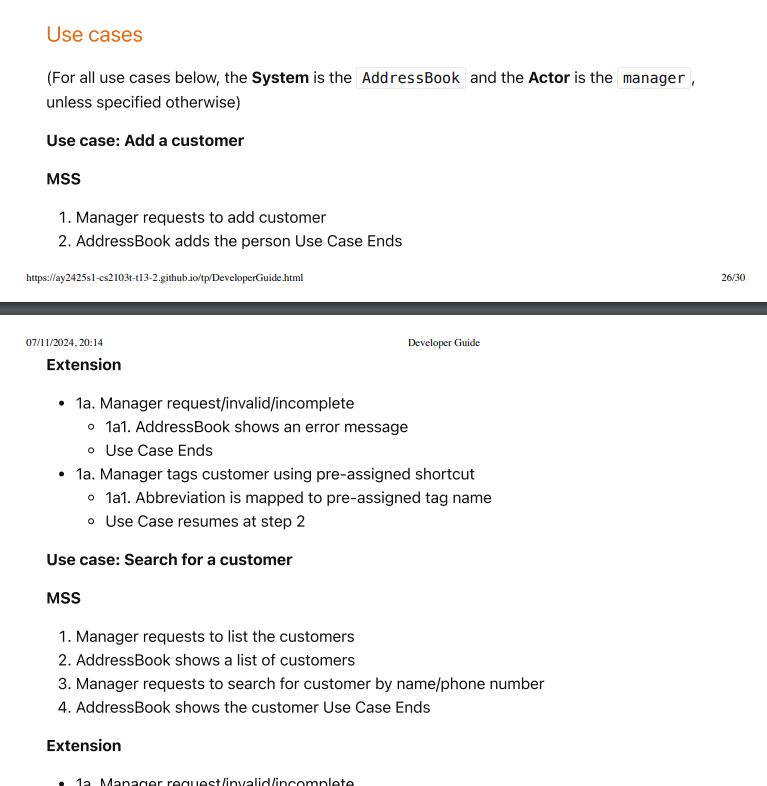 Use cases
(For all use cases below, the System is the AddressBook and the Actor is the manager,
unless specified otherwise)
Use case: Add a customer
MSS
1. Manager requests to add customer
2. AddressBook adds the person Use Case Ends
https://ay2425s1-cs2103t-t13-2.github.io/tp/DeveloperGuide.html 26/30
07/11/2024, 20:14 Developer Guide
Extension
• 1a. Manager request/invalid/incomplete
◦ 1a1. AddressBook shows an error message
◦ Use Case Ends
• 1a. Manager tags customer using pre-assigned shortcut
◦ 1a1. Abbreviation is mapped to pre-assigned tag name
◦ Use Case resumes at step 2
Use case: Search for a customer
MSS
1. Manager requests to list the customers
2. AddressBook shows a list of customers
3. Manager requests to search for customer by name/phone number
4. AddressBook shows the customer Use Case Ends
Extension
• 1a. Manager request/invalid/incomplete